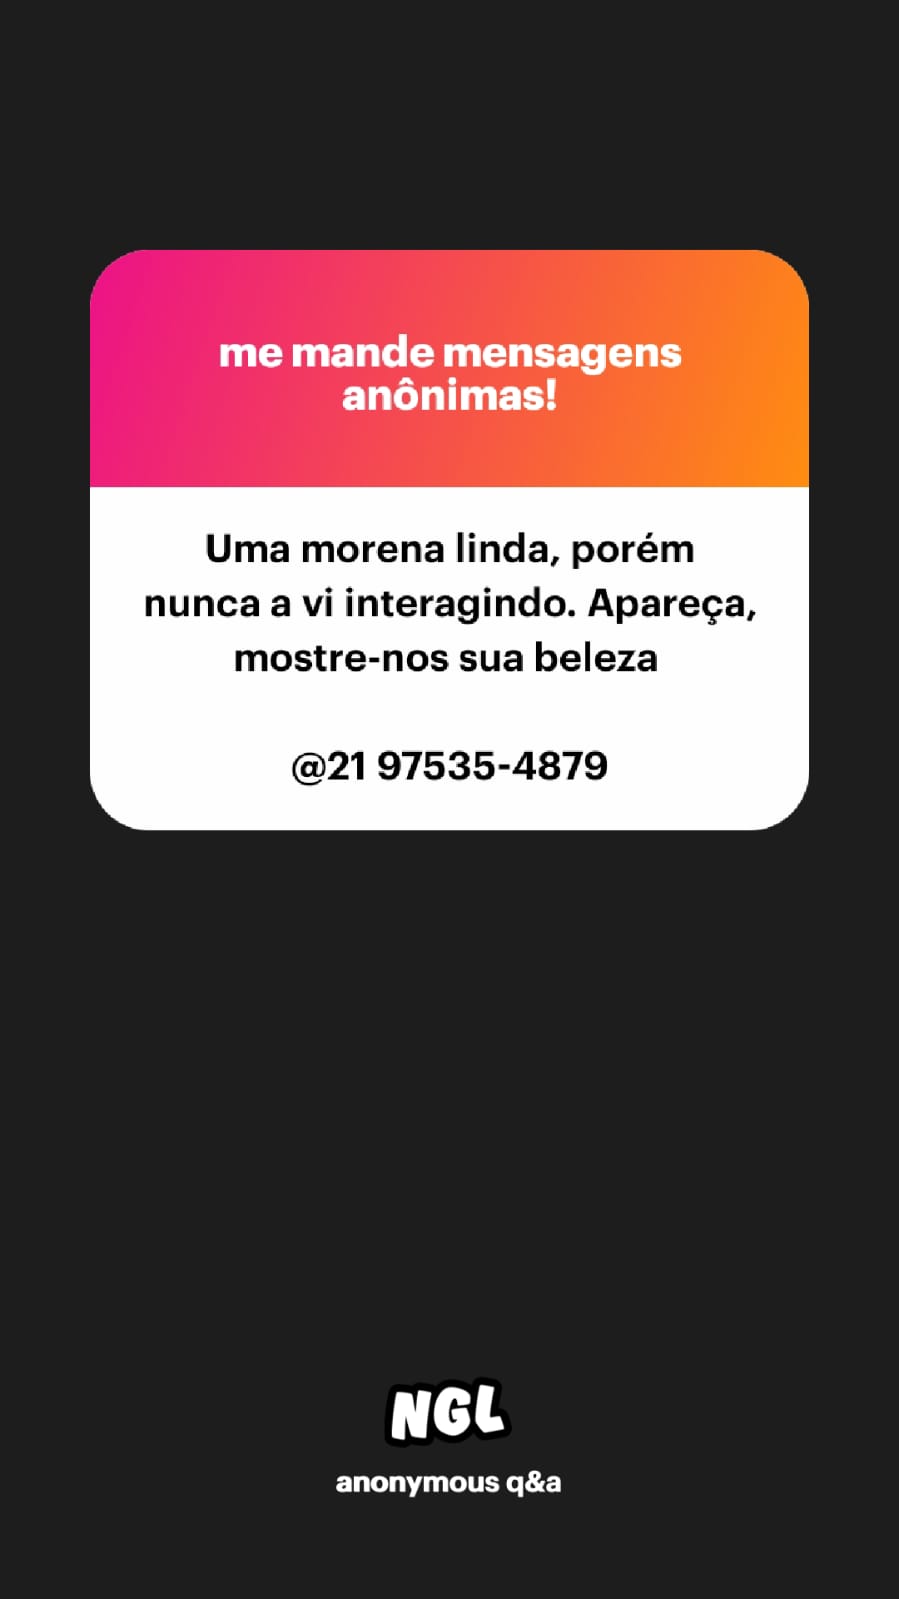 me mande mensagens
anônimas!
Uma morena linda, porém
nunca a vi interagindo. Apareça,
mostre-nos sua beleza
@21 97535-4879
NGL
anonymous q&a